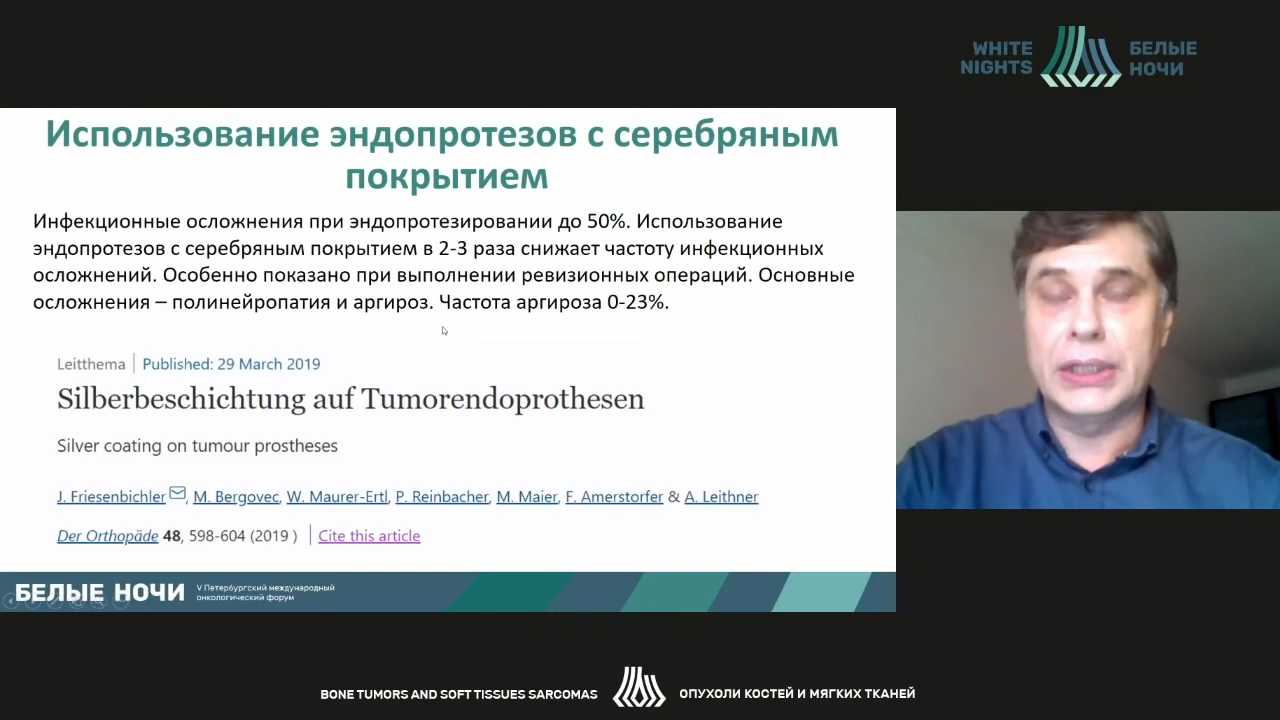 WHITE
NIGHTS
БЕЛЫЕ
НОЧИ
Использование эндопротезов с серебряным
покрытием
Инфекционные осложнения при эндопротезировании до 50%. Использование
эндопротезов с серебряным покрытием в 2-3 раза снижает частоту инфекционных
осложнений. Особенно показано при выполнении ревизионных операций. Основные
осложнения – полинейропатия и аргироз. Частота аргироза 0-23%.
Leitthema | Published: 29 March 2019
Silberbeschichtung auf Tumorendoprothesen
Silver coating on tumour prostheses
J. Friesenbichler, M. Bergovec, W. Maurer-Ertl, P. Reinbacher, M. Maier, F. Amerstorfer & A. Leithner
Der Orthopäde 48, 598-604 (2019 ) | Cite this article
БЕЛЫЕ НОЧИ
V Петербургский международный
онкологический форум
BONE TUMORS AND SOFT TISSUES SARCOMAS
ОПУХОЛИ КОСТЕЙ И МЯГКИХ ТКАНЕЙ